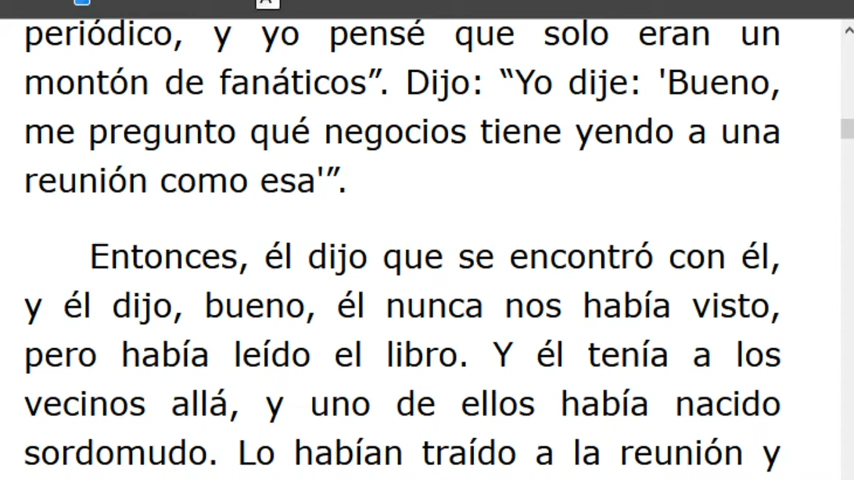 periódico, y yo pensé que solo eran un
montón de fanáticos”. Dijo: “Yo dije: 'Bueno,
me pregunto qué negocios tiene yendo a una
reunión como esa'”.
Entonces, él dijo que se encontró con él,
y él dijo, bueno, él nunca nos había visto,
pero había leído el libro. Y él tenía a los
vecinos allá, y uno de ellos había nacido
sordomudo. Lo habían traído a la reunión y